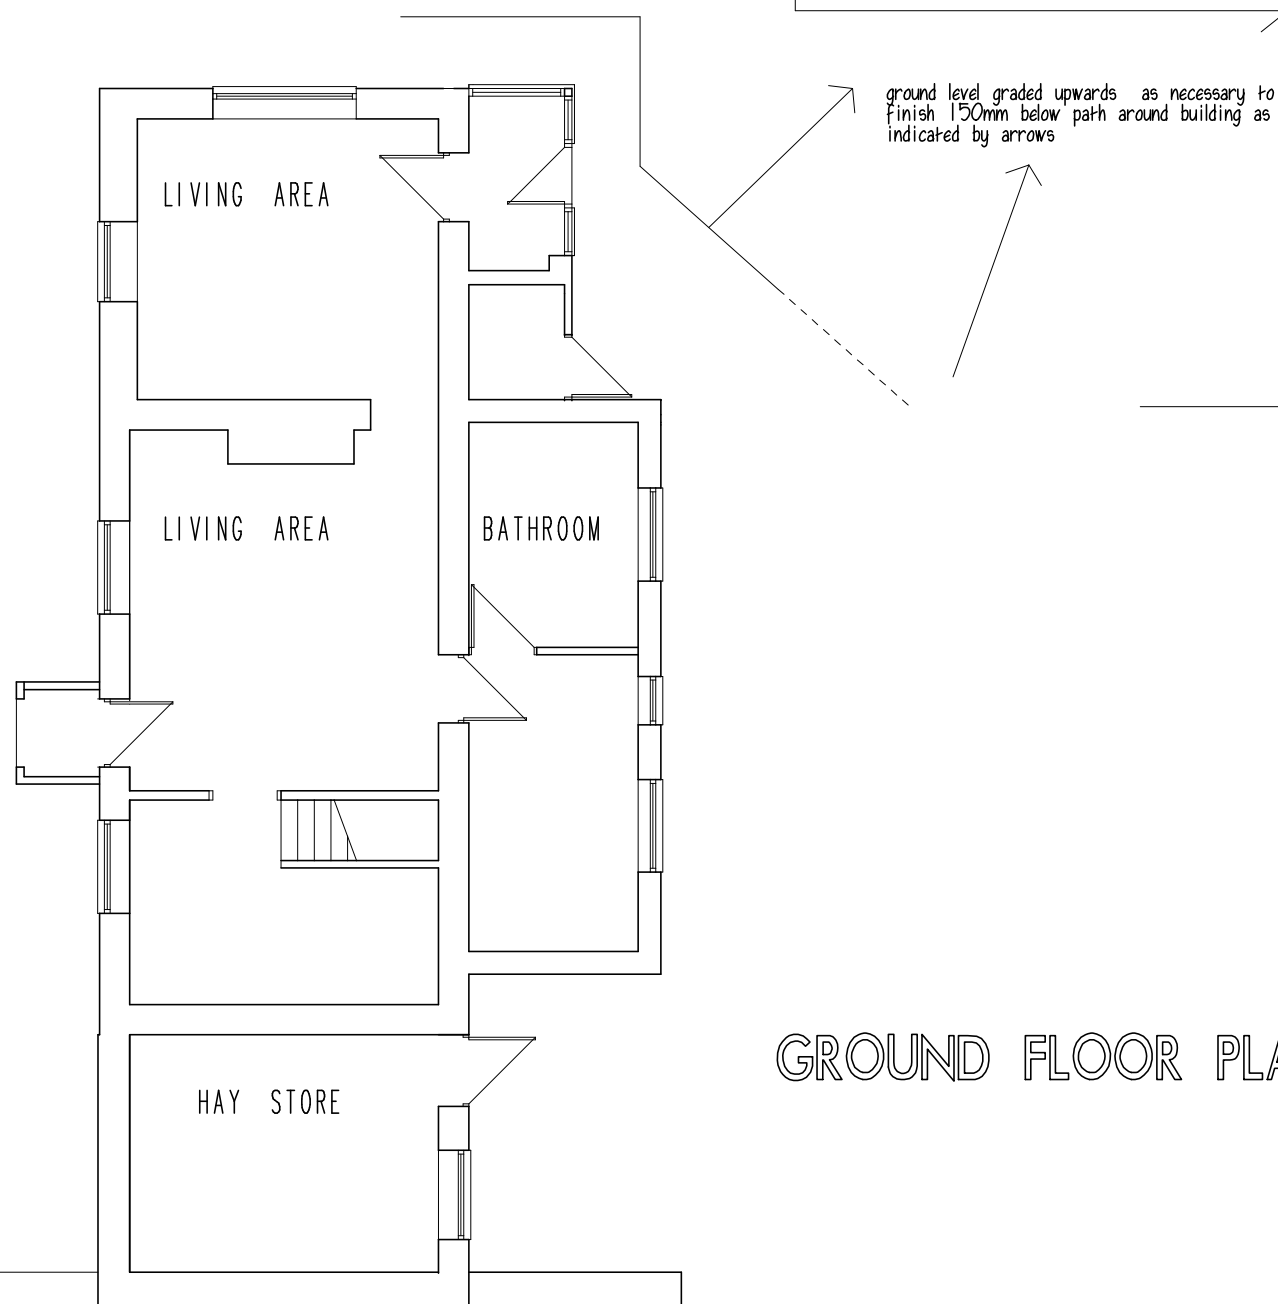 ground level graded upwards as necessary to
finish 150mm below path around building as
indicated by arrows
LIVING AREA
LIVING AREA
BATHROOM
GROUND FLOOR PLA
HAY STORE